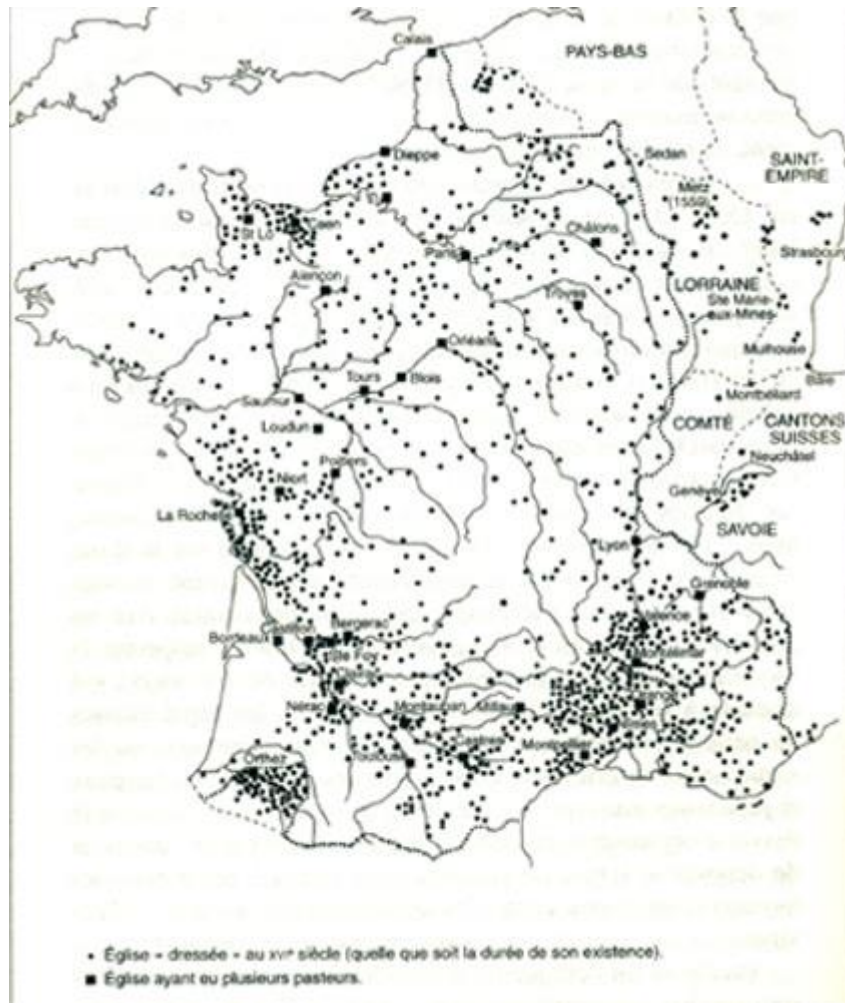 Calais
PAYS-BAS
Dieppe
Sedan
SAINT-
EMPIRE
Metz
(1559)
St Lô
Caen
Châlons
Paris
Strasbourg
Alençon
LORRAINE
Ste Marie-
aux-Mines
Troyes
Orléans
Mulhouse
Tours
Blois
Bâle
Montbéliard
Saumur
COMTÉ
CANTONS
SUISSES
Loudun
Neuchâtel
Poitiers
Niort
Genève
La Rochelle
SAVOIE
Lyon
Grenoble
Valence
Bergerac
Bordeaux
Ste Foy
Montélimar
Nérac
Montauban
Millau
Orange
Nîmes
Castres
Montpellier
Toulouse
Orthez
• Église « dressée » au XVIe siècle (quelle que soit la durée de son existence).
■ Église ayant eu plusieurs pasteurs.